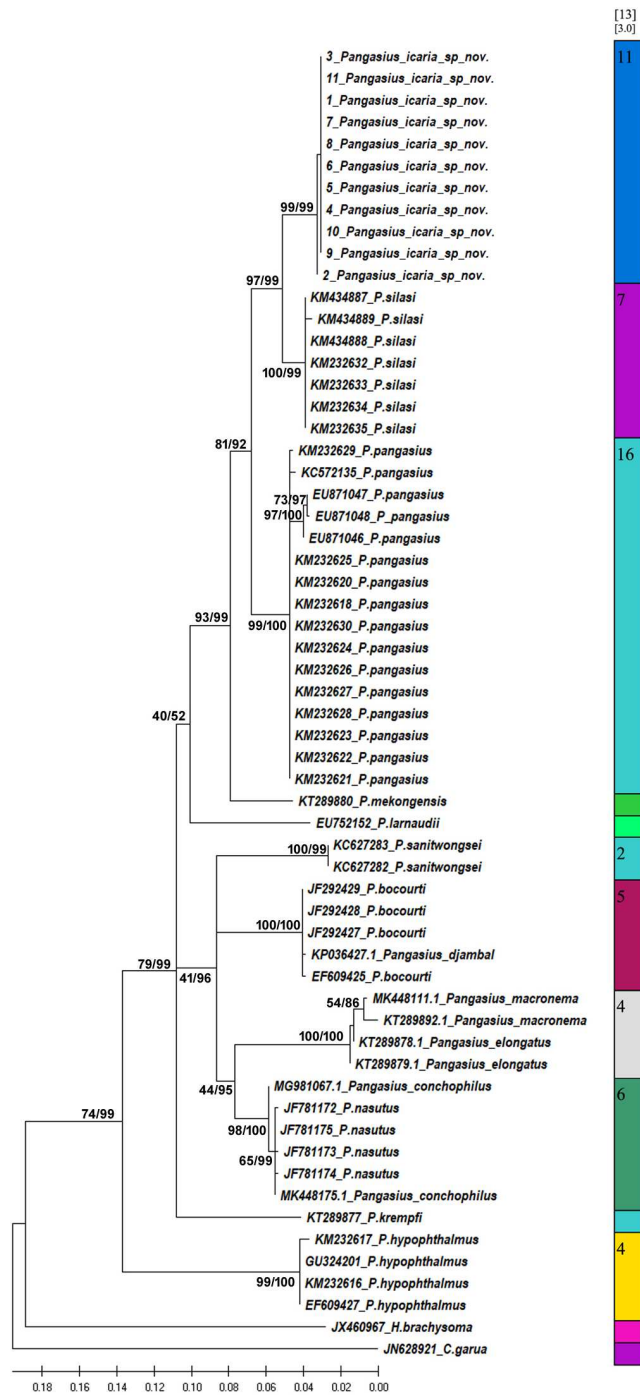 [13]
[3.0]
3_Pangasius_icaria_sp_nov. 11
11_Pangasius_icaria_sp_nov.
1_Pangasius_icaria_sp_nov.
7_Pangasius_icaria_sp_nov.
8_Pangasius_icaria_sp_nov.
6_Pangasius_icaria_sp_nov.
5_Pangasius_icaria_sp_nov.
99/99 4_Pangasius_icaria_sp_nov.
10_Pangasius_icaria_sp_nov.
9_Pangasius_icaria_sp_nov.
97/99 2_Pangasius_icaria_sp_nov.
KM434887_P.silasi 7
KM434889_P.silasi
KM434888_P.silasi
100/99 KM232632_P.silasi
KM232633_P.silasi
KM232634_P.silasi
KM232635_P.silasi
81/92 KM232629_P.pangasius 16
KC572135_P.pangasius
73/97 EU871047_P.pangasius
97/100 EU871048_P_pangasius
EU871046_P.pangasius
KM232625_P.pangasius
KM232620_P.pangasius
KM232618_P.pangasius
93/99 99/100 KM232630_P.pangasius
KM232624_P.pangasius
KM232626_P.pangasius
KM232627_P.pangasius
40/52 KM232628_P.pangasius
KM232623_P.pangasius
KM232622_P.pangasius
KM232621_P.pangasius
KT289880_P.mekongensis
EU752152_P.larnaudii
100/99 KC627283_P.sanitwongsei 2
KC627282_P.sanitwongsei
JF292429_P.bocourti 5
100/100 JF292428_P.bocourti
JF292427_P.bocourti
79/99 41/96 KP036427.1_Pangasius_djambal
EF609425_P.bocourti
54/86 MK448111.1_Pangasius_macronema 4
KT289892.1_Pangasius_macronema
100/100 KT289878.1_Pangasius_elongatus
KT289879.1_Pangasius_elongatus
44/95 MG981067.1_Pangasius_conchophilus 6
74/99 98/100 JF781172_P.nasutus
JF781175_P.nasutus
65/99 JF781173_P.nasutus
JF781174_P.nasutus
MK448175.1_Pangasius_conchophilus
KT289877_P.krempfi
KM232617_P.hypophthalmus 4
99/100 GU324201_P.hypophthalmus
KM232616_P.hypophthalmus
EF609427_P.hypophthalmus
JX460967_H.brachysoma
JN628921_C.garua
0.18 0.16 0.14 0.12 0.10 0.08 0.06 0.04 0.02 0.00